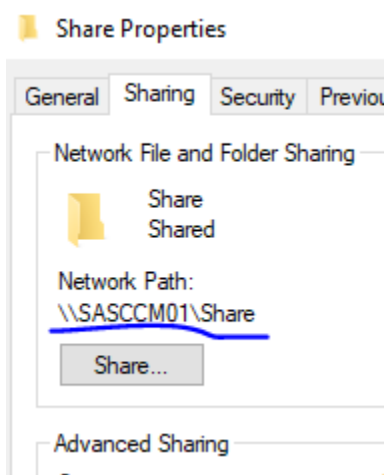 Share Properties
General Sharing Security
Network File and Folder Sharing
Share
Shared
Network Path:
\\SASCCM01\Share
Share...
Advanced Sharing